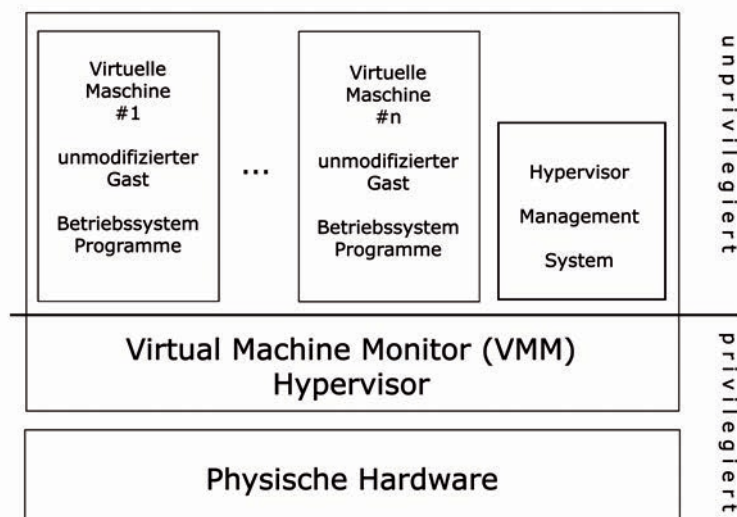 Virtuelle
Maschine
#1
unmodifizierter
Gast
Betriebssystem
Programme
...
Virtuelle
Maschine
#n
unmodifizierter
Gast
Betriebssystem
Programme
Hypervisor
Management
System
unprivilegiert
Virtual Machine Monitor (VMM)
Hypervisor
privilegiert
Physische Hardware